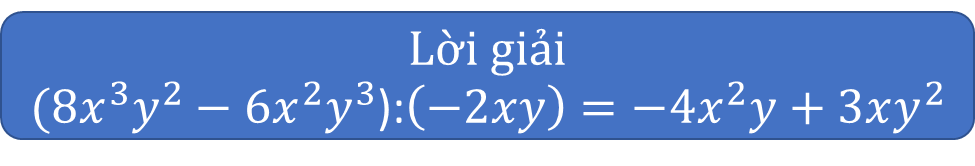 Lời giải
(8x³y² − 6x²y³):(−2xy) = −4x²y + 3xy²